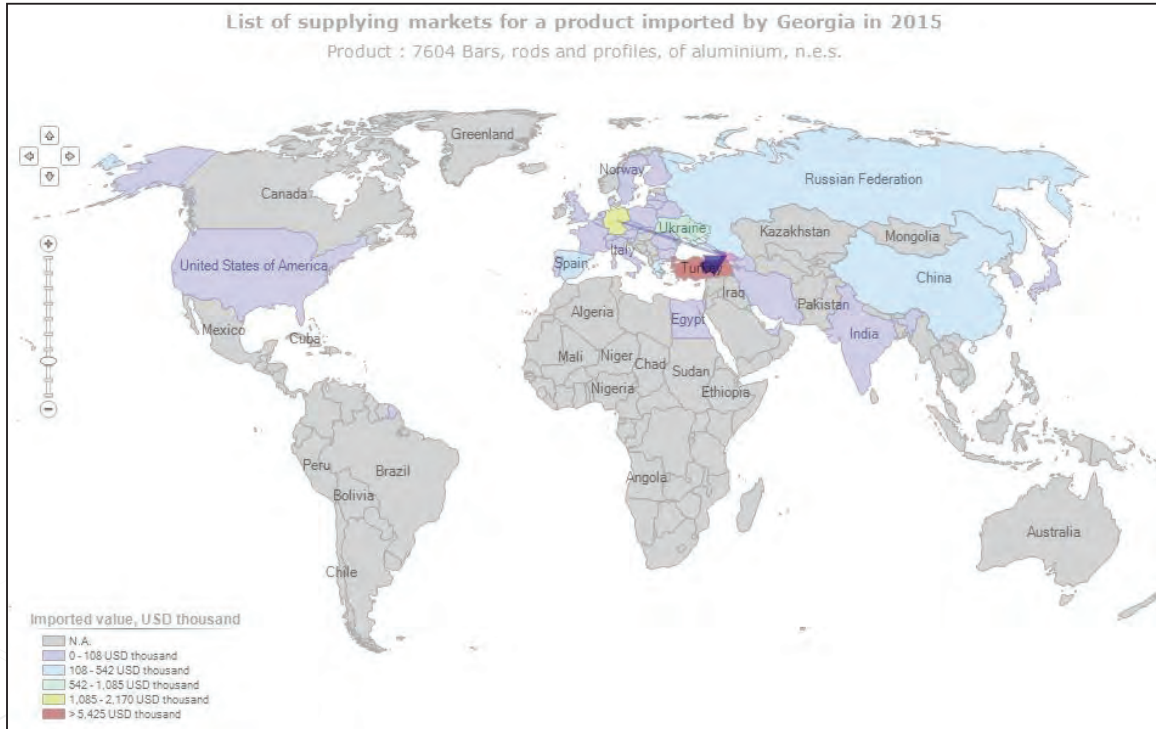 List of supplying markets for a product imported by Georgia in 2015
Product : 7604 Bars, rods and profiles, of aluminium, n.e.s.
Greenland
Norway
Russian Federation
Canada
Ukraine
Kazakhstan
Mongolia
Italy
United States of America
Spain
Turkey
China
Iraq
Pakistan
Mexico
Algeria
Egypt
India
Cuba
Mali
Niger
Chad
Sudan
Nigeria
Ethiopia
Peru
Brazil
Angola
Bolivia
Australia
Chile
Imported value, USD thousand
N.A.
0 - 108 USD thousand
108 - 542 USD thousand
542 - 1,085 USD thousand
1,085 - 2,170 USD thousand
> 5,425 USD thousand